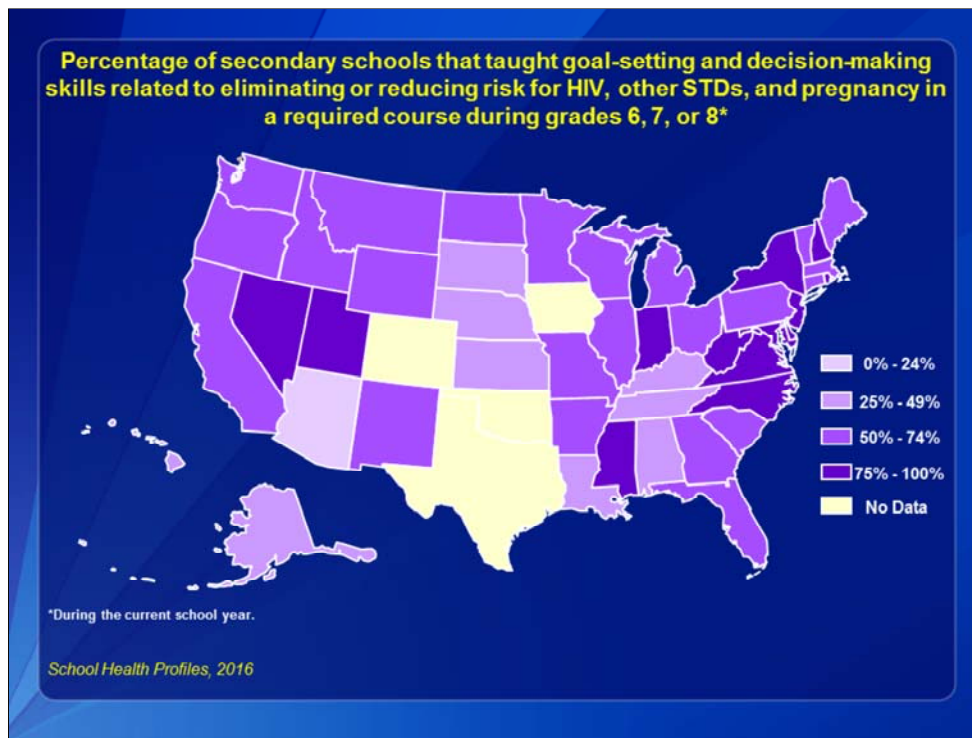 Percentage of secondary schools that taught goal-setting and decision-making
skills related to eliminating or reducing risk for HIV, other STDs, and pregnancy in
a required course during grades 6, 7, or 8*
0% - 24%
25% - 49%
50% - 74%
75% - 100%
No Data
*During the current school year.
School Health Profiles, 2016